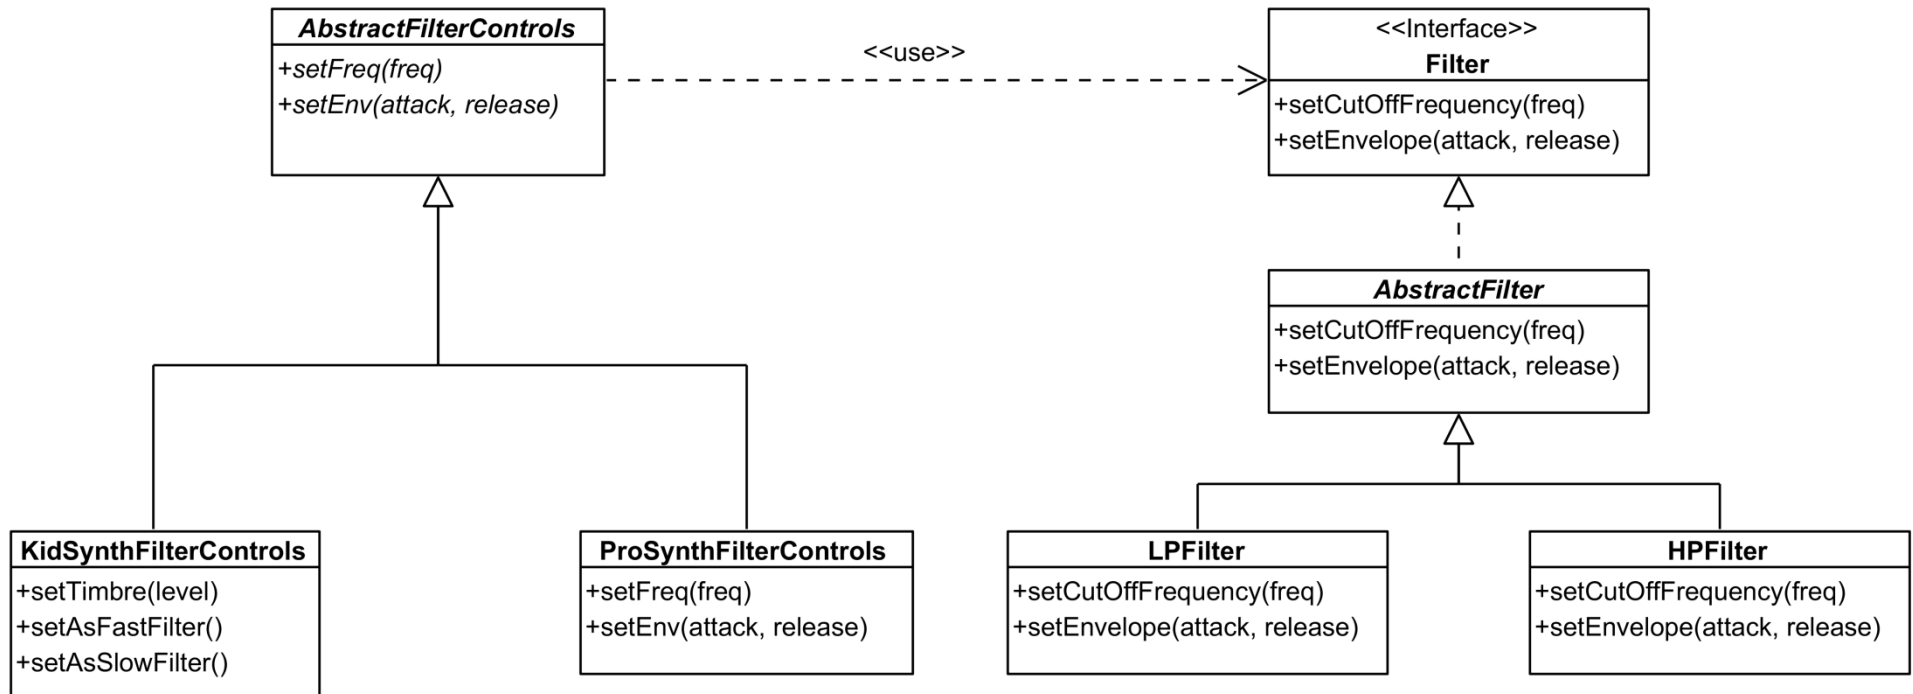 AbstractFilterControls
+setFreq(freq)
+setEnv(attack, release)
<<use>>
<<Interface>>
Filter
+setCutOffFrequency(freq)
+setEnvelope(attack, release)
AbstractFilter
+setCutOffFrequency(freq)
+setEnvelope(attack, release)
KidSynthFilterControls
+setTimbre(level)
+setAsFastFilter()
+setAsSlowFilter()
ProSynthFilterControls
+setFreq(freq)
+setEnv(attack, release)
LPFilter
+setCutOffFrequency(freq)
+setEnvelope(attack, release)
HPFilter
+setCutOffFrequency(freq)
+setEnvelope(attack, release)